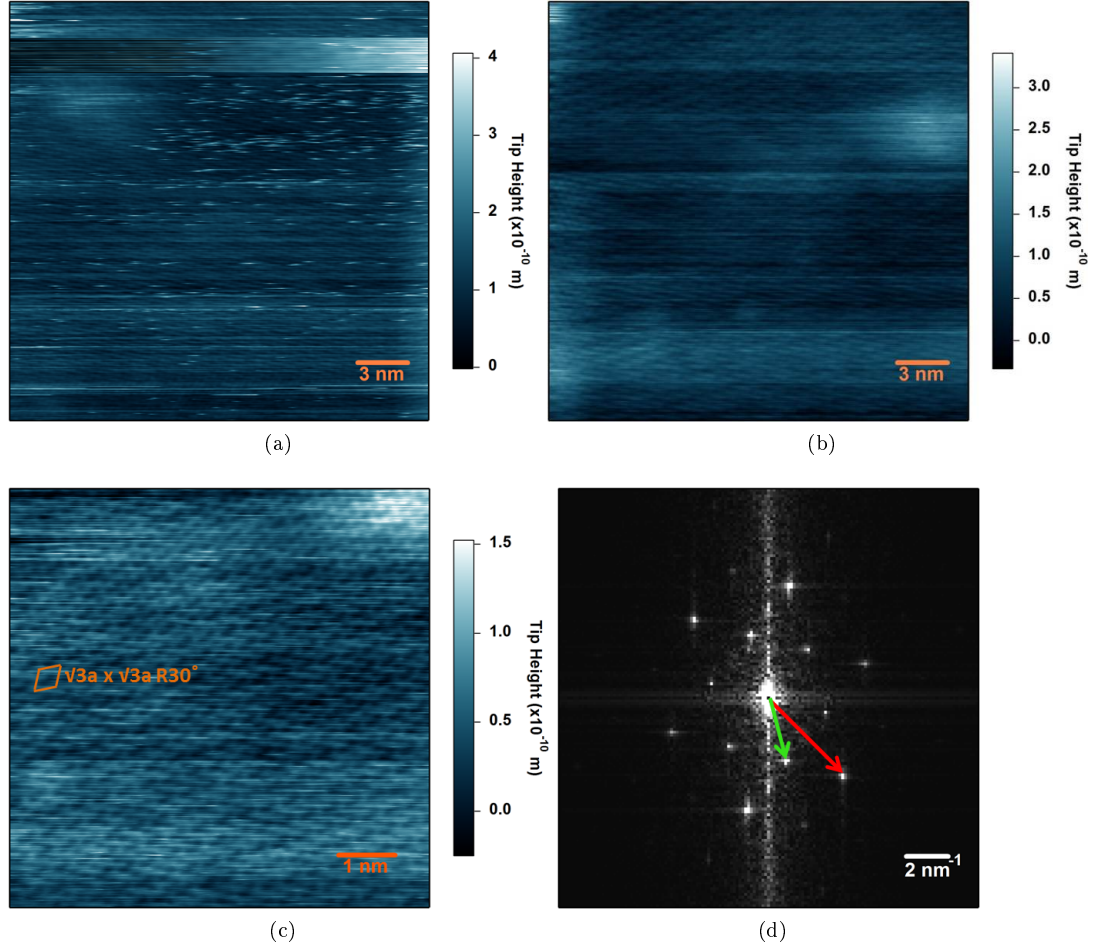 4
3
2
1
0
Tip Height (x10⁻¹⁰ m)
3 nm
(a)
3.0
2.5
2.0
1.5
1.0
0.5
0.0
Tip Height (x10⁻¹⁰ m)
3 nm
(b)
√3a x √3a R30°
1 nm
1.5
1.0
0.5
0.0
Tip Height (x10⁻¹⁰ m)
(c)
2 nm⁻¹
(d)